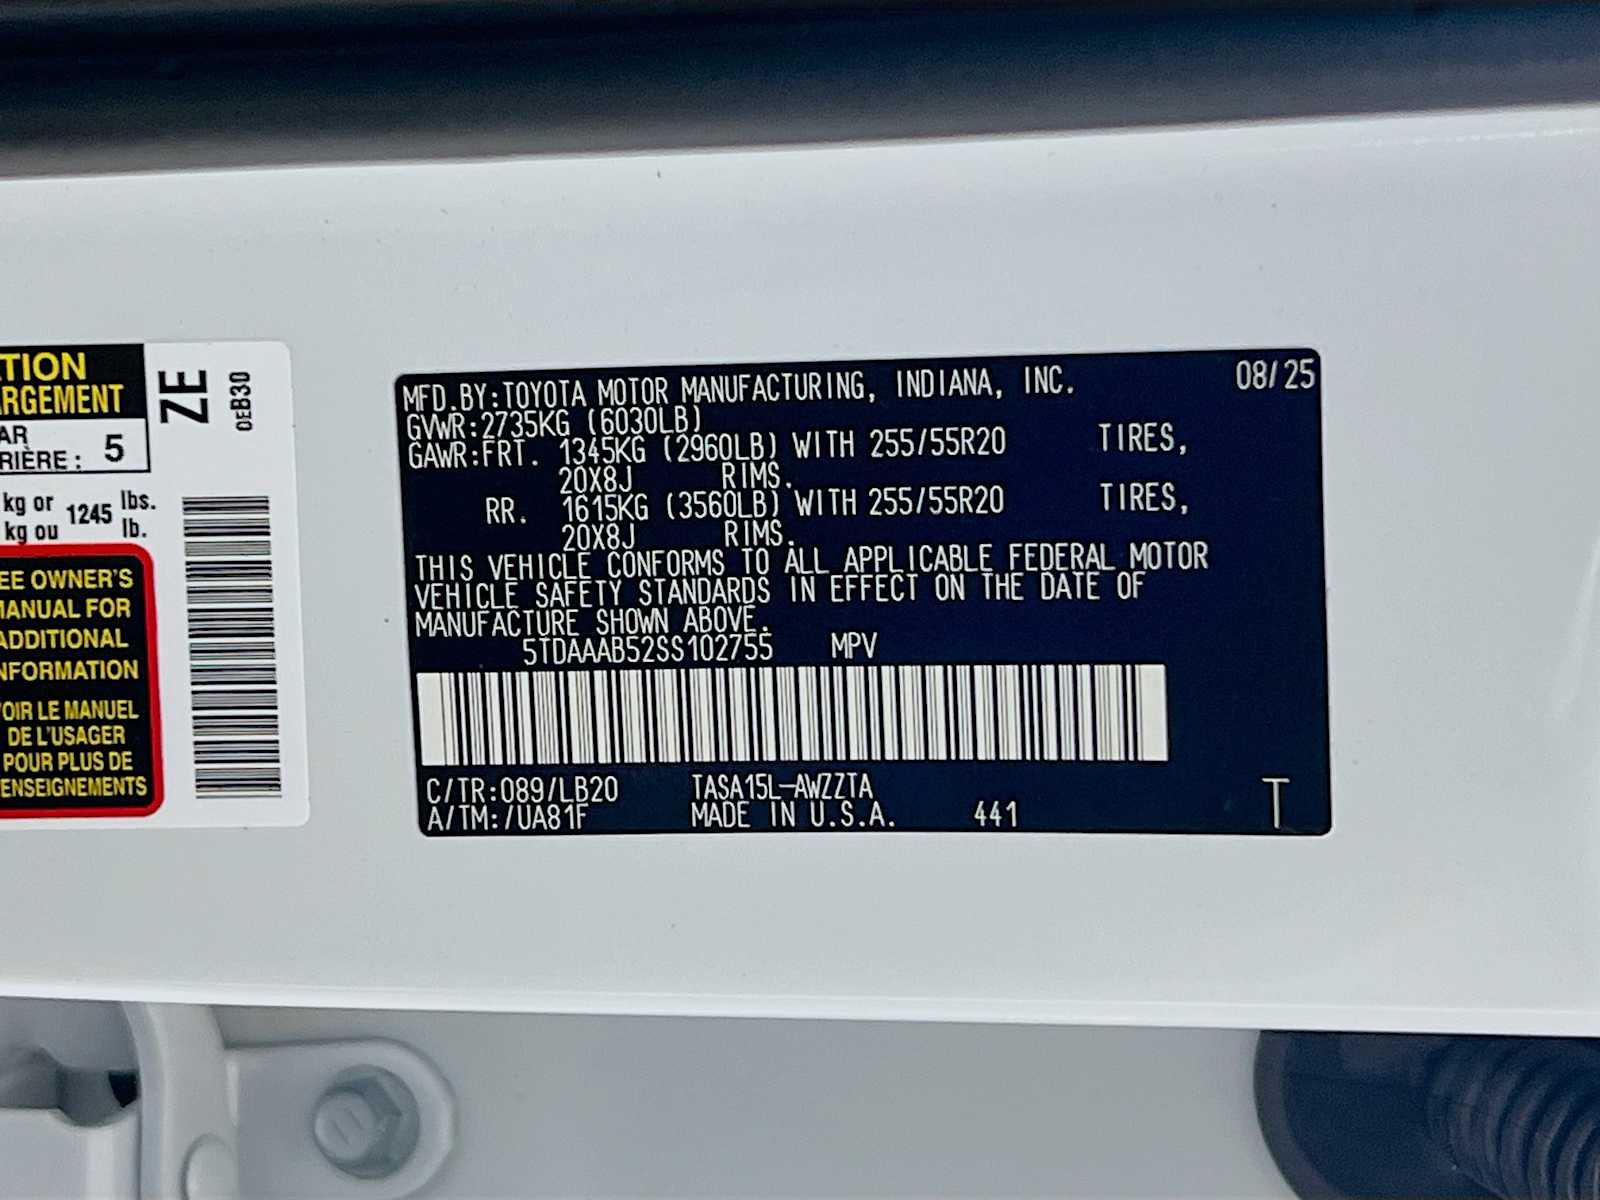 TION
RGEMENT
AR
RIÈRE : 5
kg or 1245 lbs.
kg ou lb.
EE OWNER'S
MANUAL FOR
ADDITIONAL
NFORMATION
OIR LE MANUEL
DE L'USAGER
POUR PLUS DE
ENSEIGNEMENTS
ZE
0EB30
MFD.BY:TOYOTA MOTOR MANUFACTURING, INDIANA, INC. 08/25
GVWR:2735KG (6030LB)
GAWR:FRT. 1345KG (2960LB) WITH 255/55R20 TIRES,
20X8J RIMS.
RR. 1615KG (3560LB) WITH 255/55R20 TIRES,
20X8J RIMS.
THIS VEHICLE CONFORMS TO ALL APPLICABLE FEDERAL MOTOR
VEHICLE SAFETY STANDARDS IN EFFECT ON THE DATE OF
MANUFACTURE SHOWN ABOVE.
5TDAAAB52SS102755 MPV
C/TR:089/LB20 TASA15L-AWZZTA
A/TM:/UA81F MADE IN U.S.A. 441 T